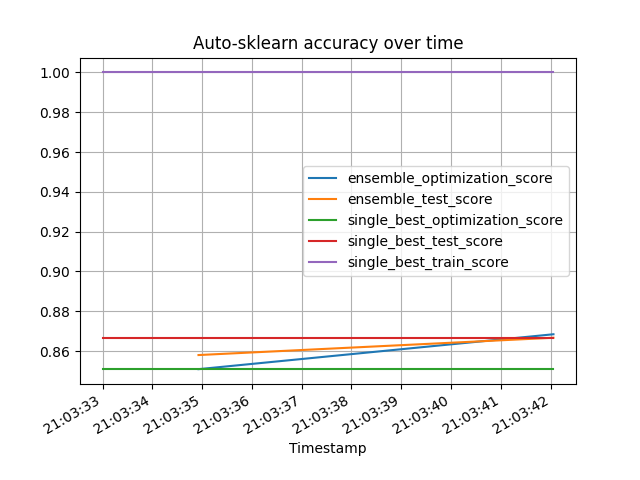 Auto-sklearn accuracy over time
1.00
0.98
0.96
0.94
0.92
0.90
0.88
0.86
ensemble_optimization_score
ensemble_test_score
single_best_optimization_score
single_best_test_score
single_best_train_score
21:03:33
21:03:34
21:03:35
21:03:36
21:03:37
21:03:38
21:03:39
21:03:40
21:03:41
21:03:42
Timestamp